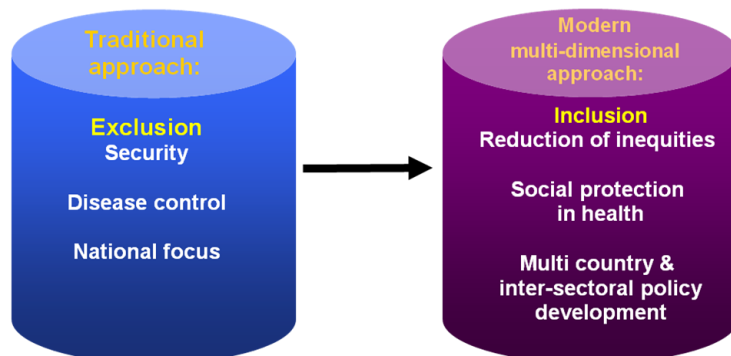 Traditional
approach:
Exclusion
Security
Disease control
National focus
Modern
multi-dimensional
approach:
Inclusion
Reduction of inequities
Social protection
in health
Multi country &
inter-sectoral policy
development